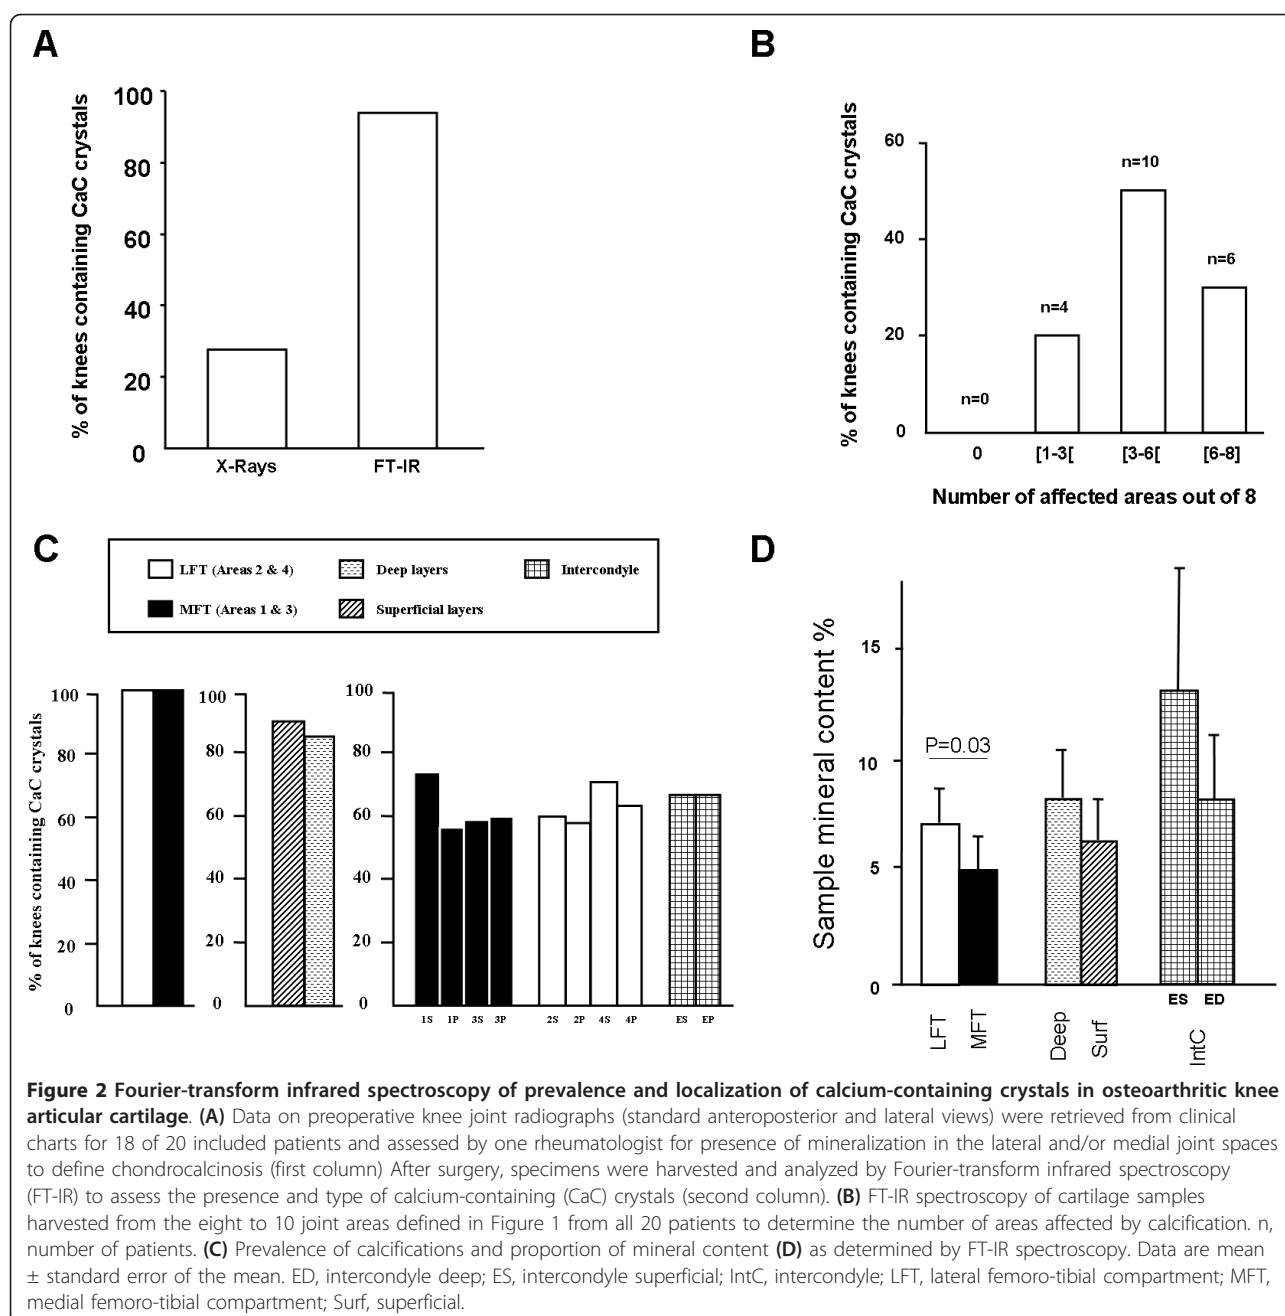 A
% of knees containing CaC crystals
100
80
60
40
20
0
X-Rays
FT-IR
B
% of knees containing CaC crystals
60
40
20
0
n=0
n=4
n=10
n=6
0
[1-3[
[3-6[
[6-8]
Number of affected areas out of 8
C
LFT (Areas 2 & 4)
Deep layers
Intercondyle
MFT (Areas 1 & 3)
Superficial layers
% of knees containing CaC crystals
100
80
60
40
20
0
100
80
60
40
20
0
100
80
60
40
20
0
1S 1P 3S 3P
2S 2P 4S 4P
ES EP
D
Sample mineral content %
15
10
5
0
P=0.03
LFT
MFT
Deep
Surf
ES ED
IntC
Figure 2 Fourier-transform infrared spectroscopy of prevalence and localization of calcium-containing crystals in osteoarthritic knee
articular cartilage. (A) Data on preoperative knee joint radiographs (standard anteroposterior and lateral views) were retrieved from clinical
charts for 18 of 20 included patients and assessed by one rheumatologist for presence of mineralization in the lateral and/or medial joint spaces
to define chondrocalcinosis (first column) After surgery, specimens were harvested and analyzed by Fourier-transform infrared spectroscopy
(FT-IR) to assess the presence and type of calcium-containing (CaC) crystals (second column). (B) FT-IR spectroscopy of cartilage samples
harvested from the eight to 10 joint areas defined in Figure 1 from all 20 patients to determine the number of areas affected by calcification. n,
number of patients. (C) Prevalence of calcifications and proportion of mineral content (D) as determined by FT-IR spectroscopy. Data are mean
± standard error of the mean. ED, intercondyle deep; ES, intercondyle superficial; IntC, intercondyle; LFT, lateral femoro-tibial compartment; MFT,
medial femoro-tibial compartment; Surf, superficial.